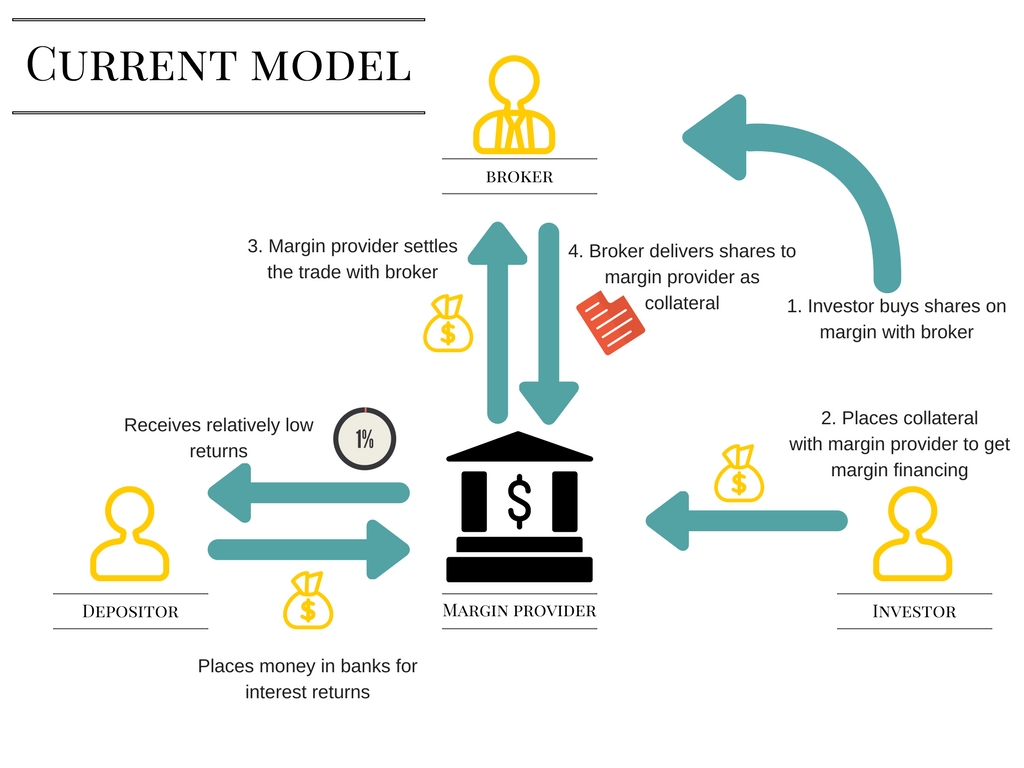 Current model
Broker
3. Margin provider settles
the trade with broker
$
4. Broker delivers shares to
margin provider as
collateral
1. Investor buys shares on
margin with broker
Receives relatively low
returns
1%
2. Places collateral
with margin provider to get
margin financing
$
$
Depositor
$
Margin provider
Investor
Places money in banks for
interest returns